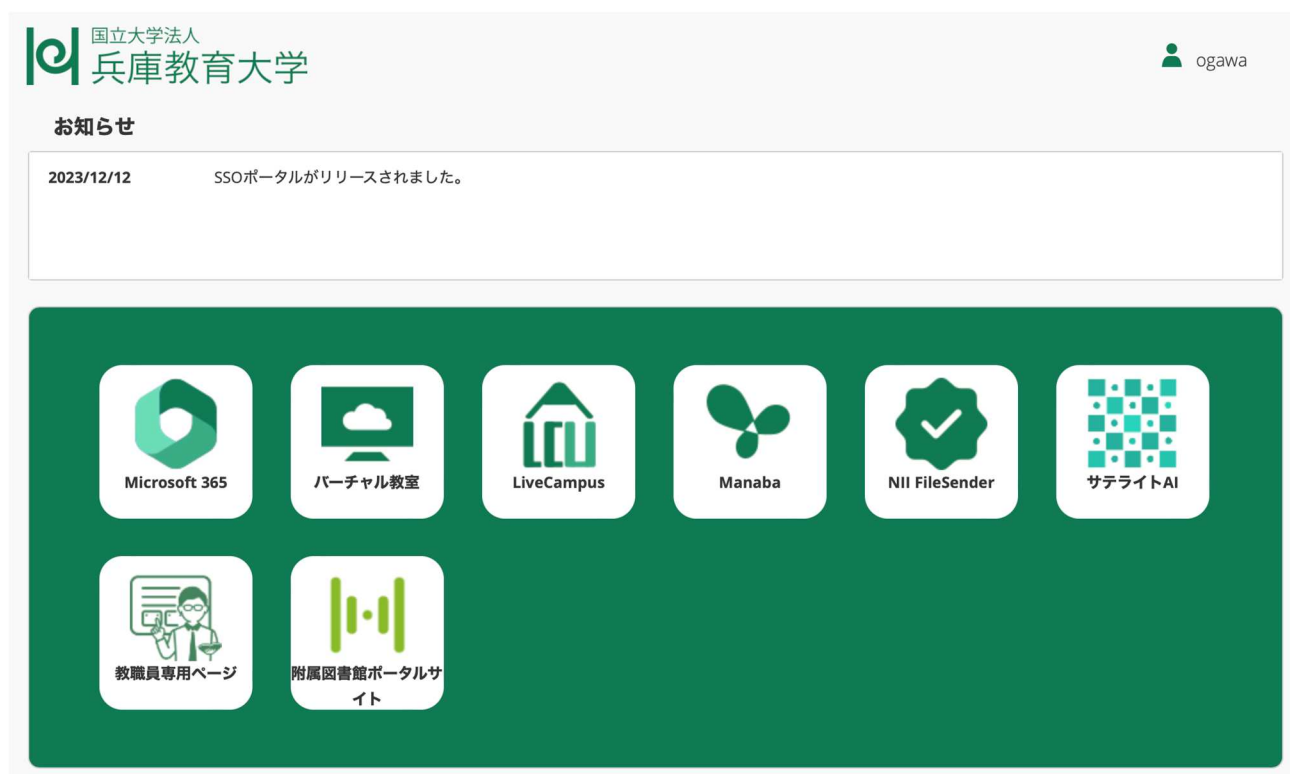 国立大学法人
兵庫教育大学
ogawa
お知らせ
2023/12/12 SSOポータルがリリースされました。
Microsoft 365
バーチャル教室
LCU
LiveCampus
Manaba
NII FileSender
サテライトAI
教職員専用ページ
附属図書館ポータルサ
イト